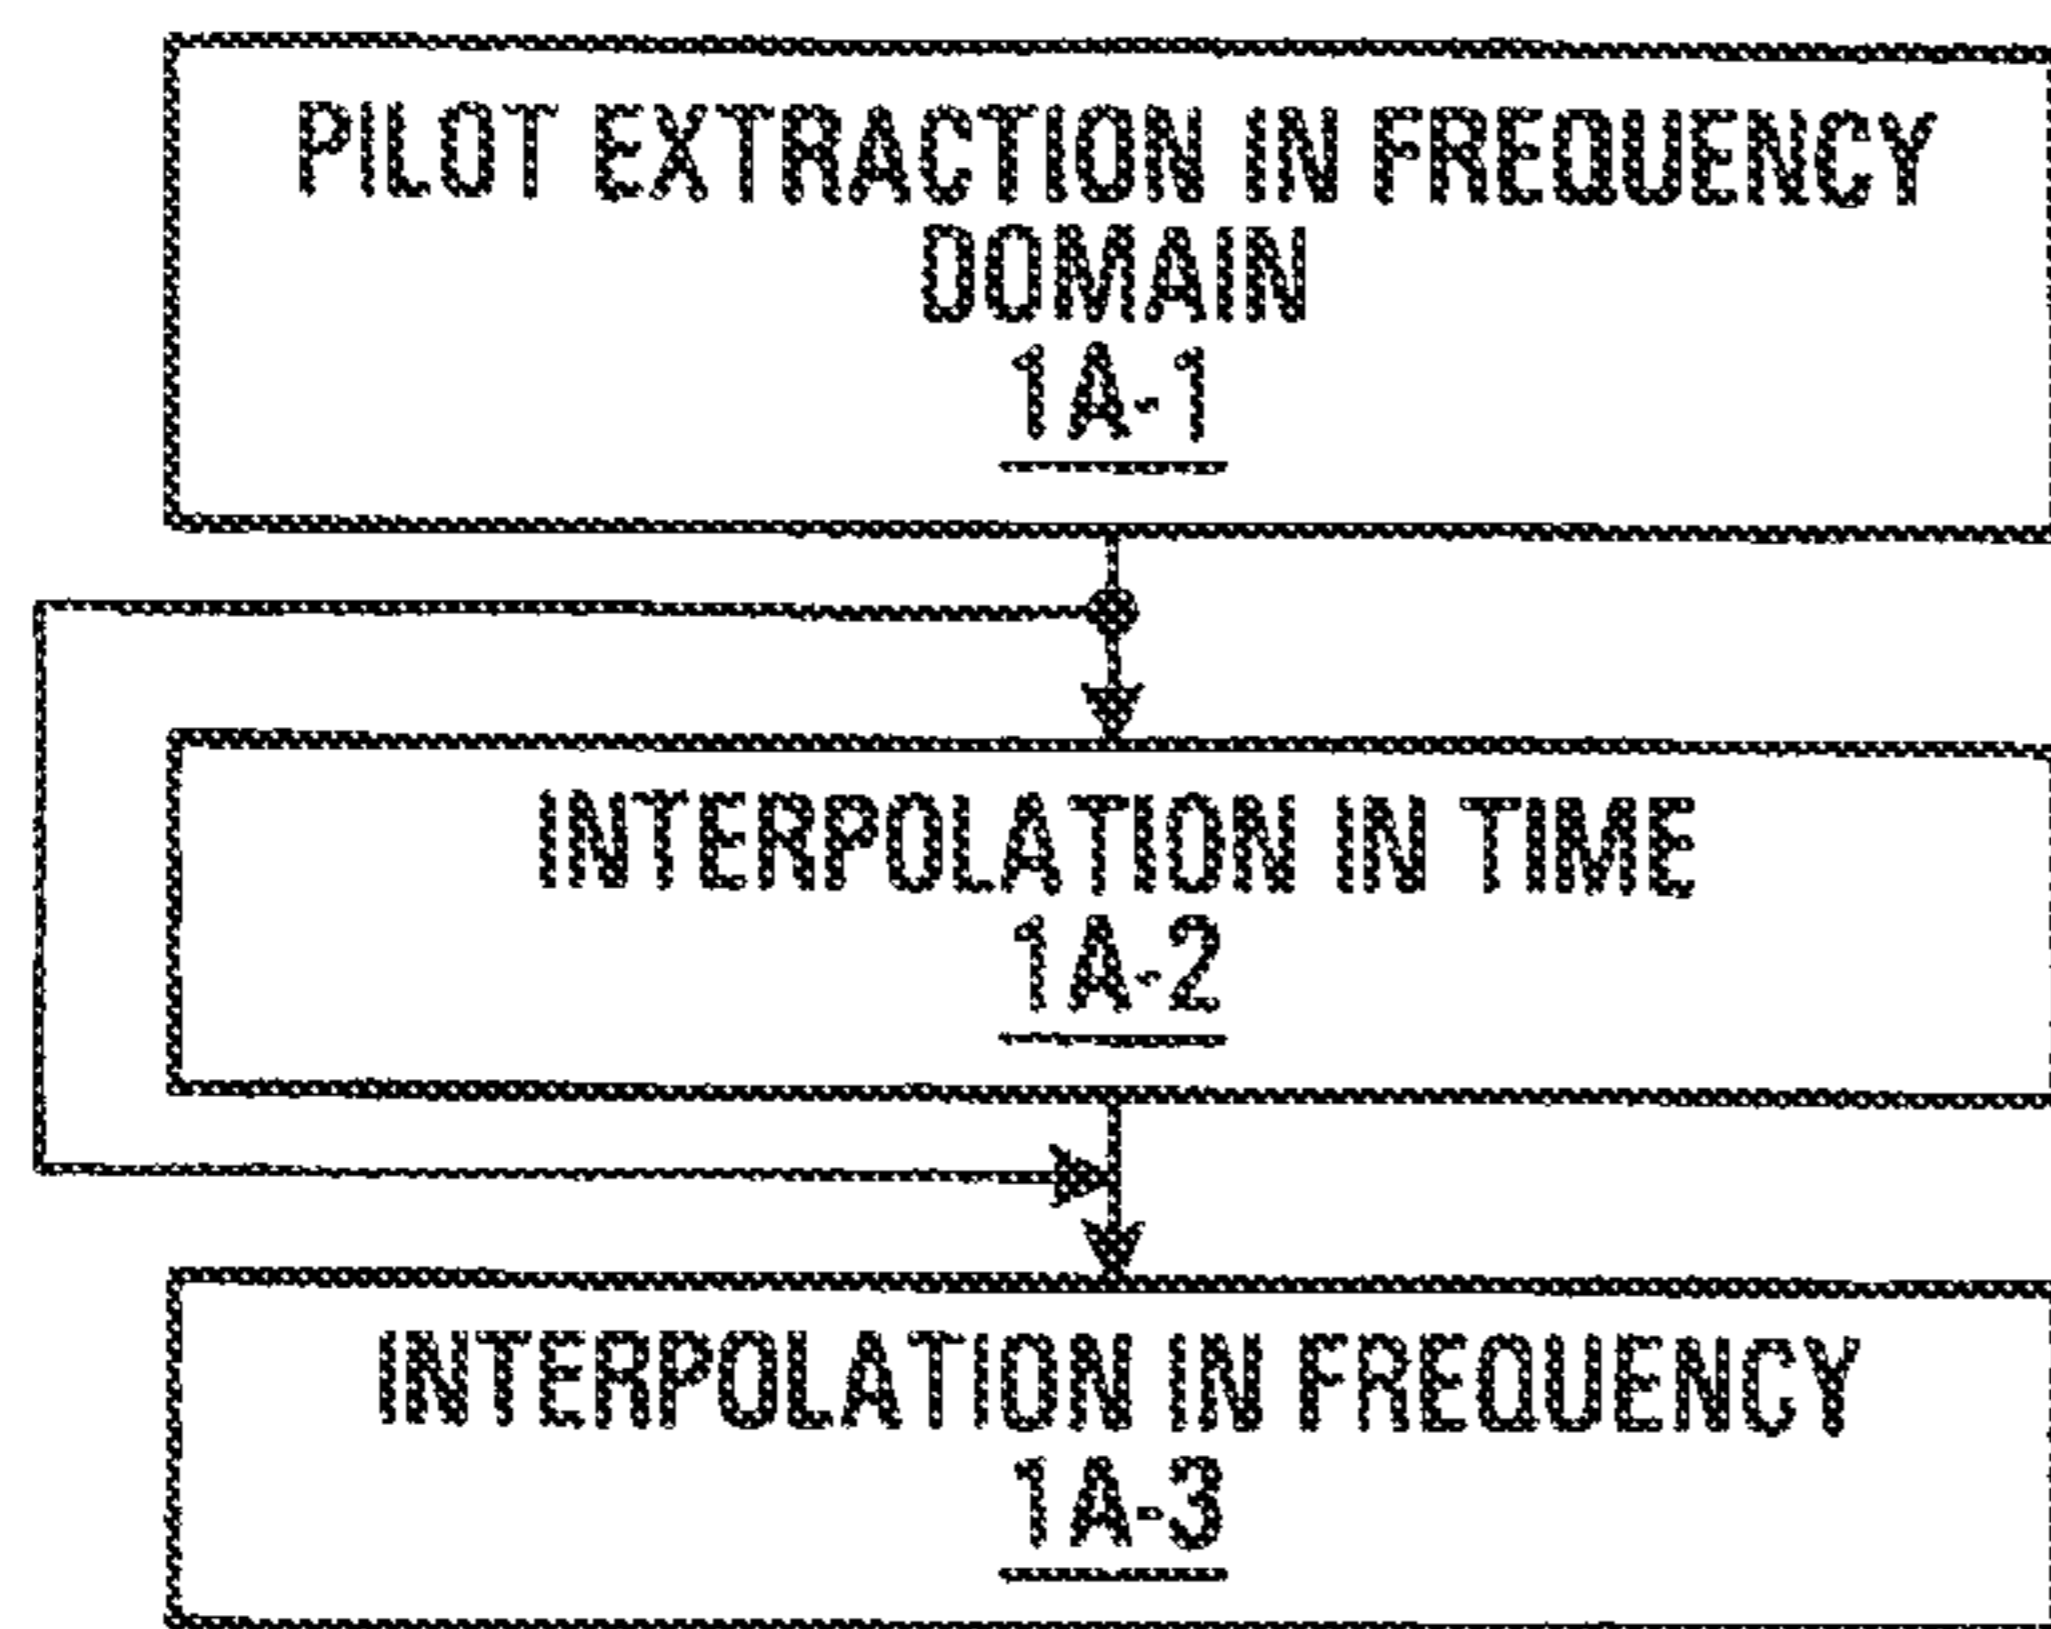 PILOT EXTRACTION IN FREQUENCY
DOMAIN
1A-1
INTERPOLATION IN TIME
1A-2
INTERPOLATION IN FREQUENCY
1A-3